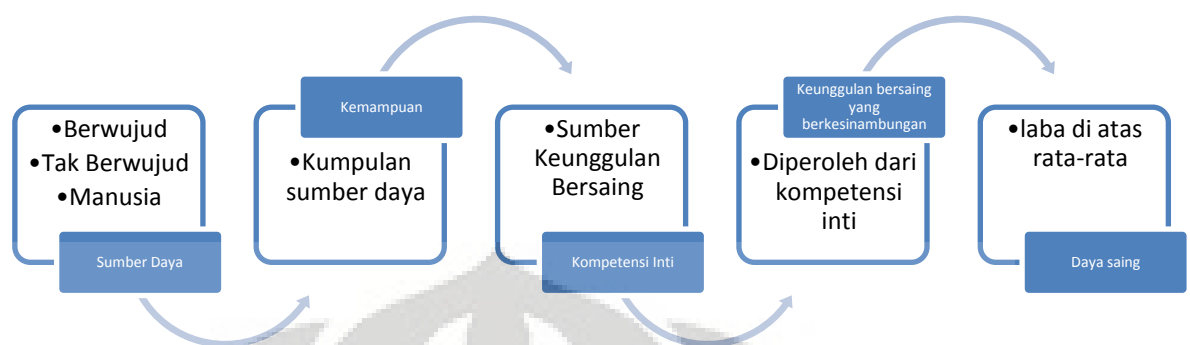 •Berwujud
•Tak Berwujud
•Manusia
Sumber Daya
Kemampuan
•Kumpulan
sumber daya
•Sumber
Keunggulan
Bersaing
Kompetensi Inti
Keunggulan bersaing
yang
berkesinambungan
•Diperoleh dari
kompetensi
inti
•laba di atas
rata-rata
Daya saing